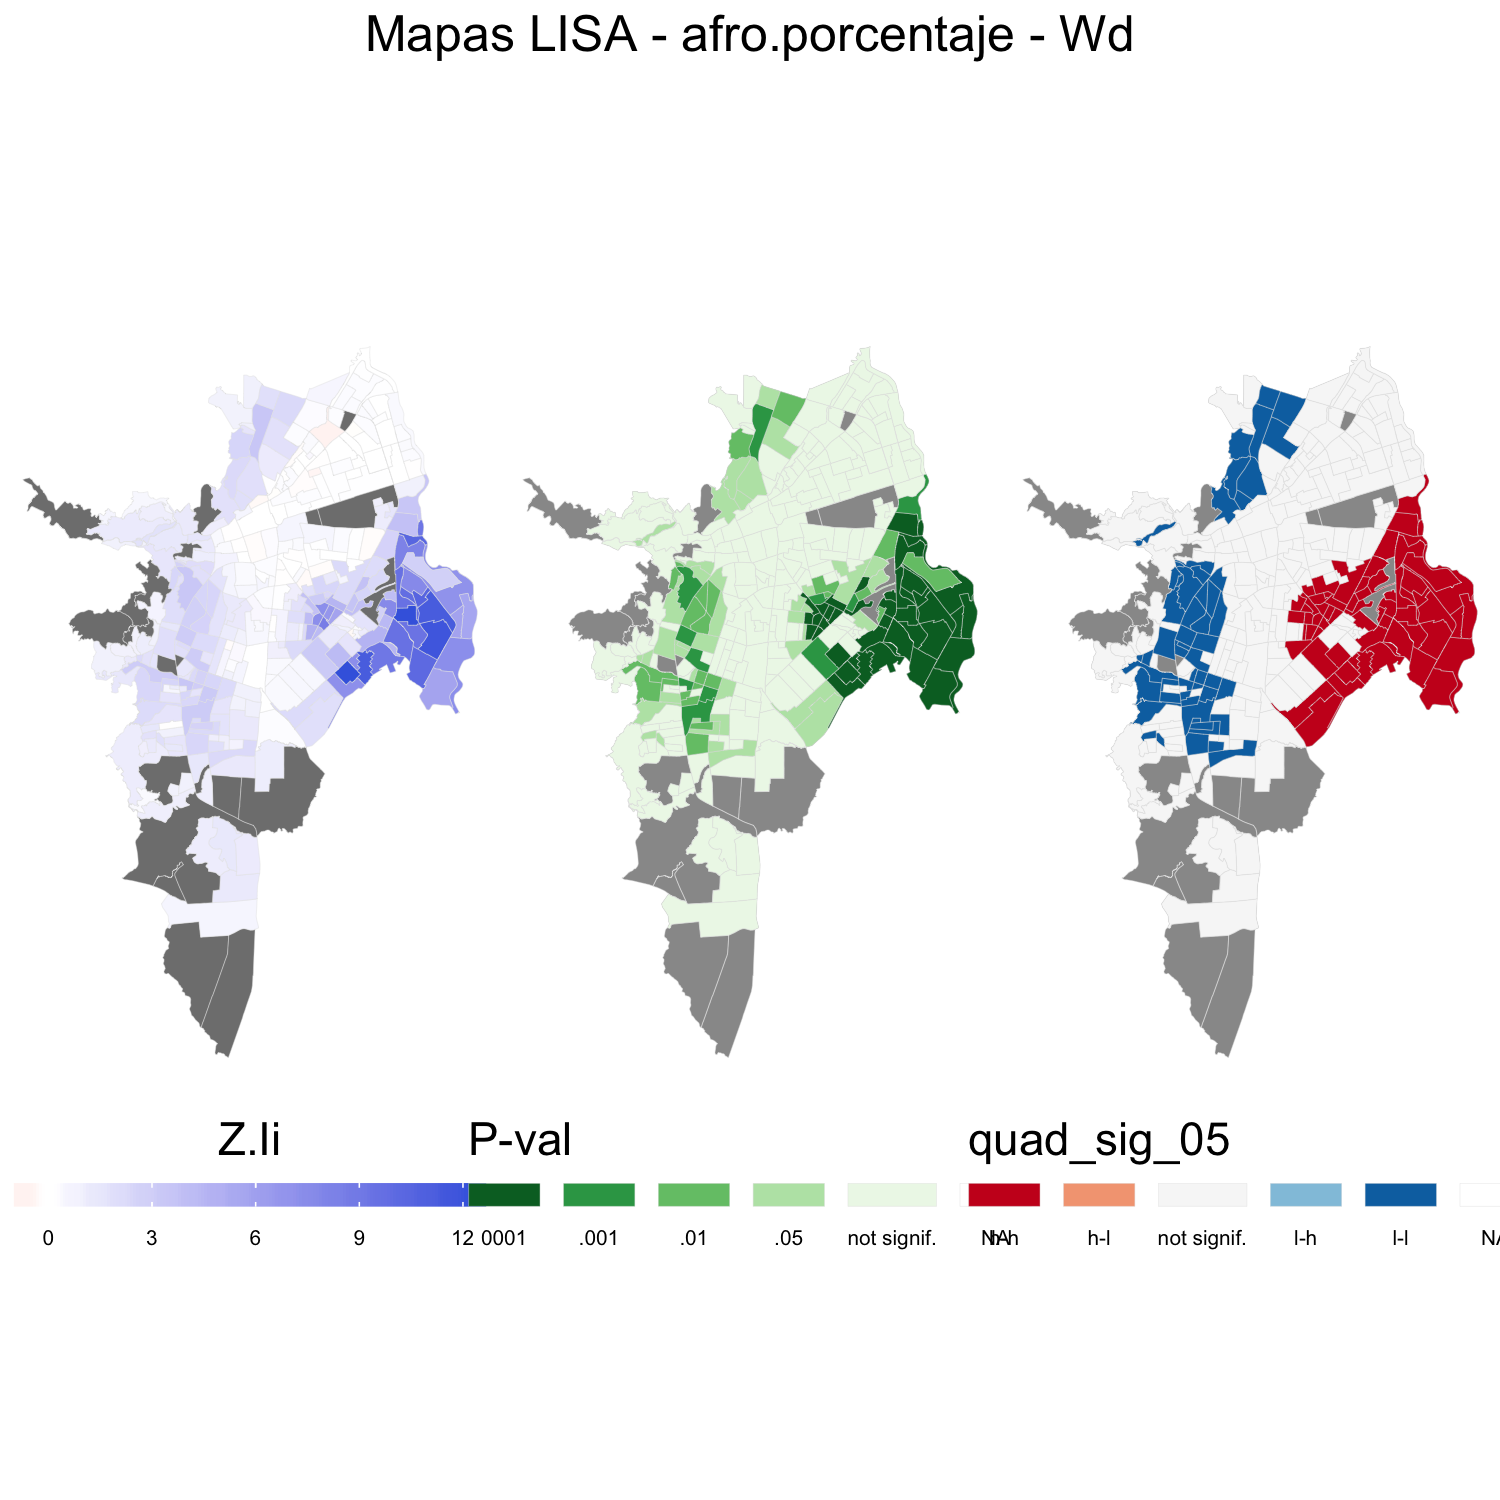 Mapas LISA - afro.porcentaje - Wd
Z.Ii P-val quad_sig_05
0 3 6 9 12 0001 .001 .01 .05 not signif. NA h-h h-l not signif. l-h l-l NA